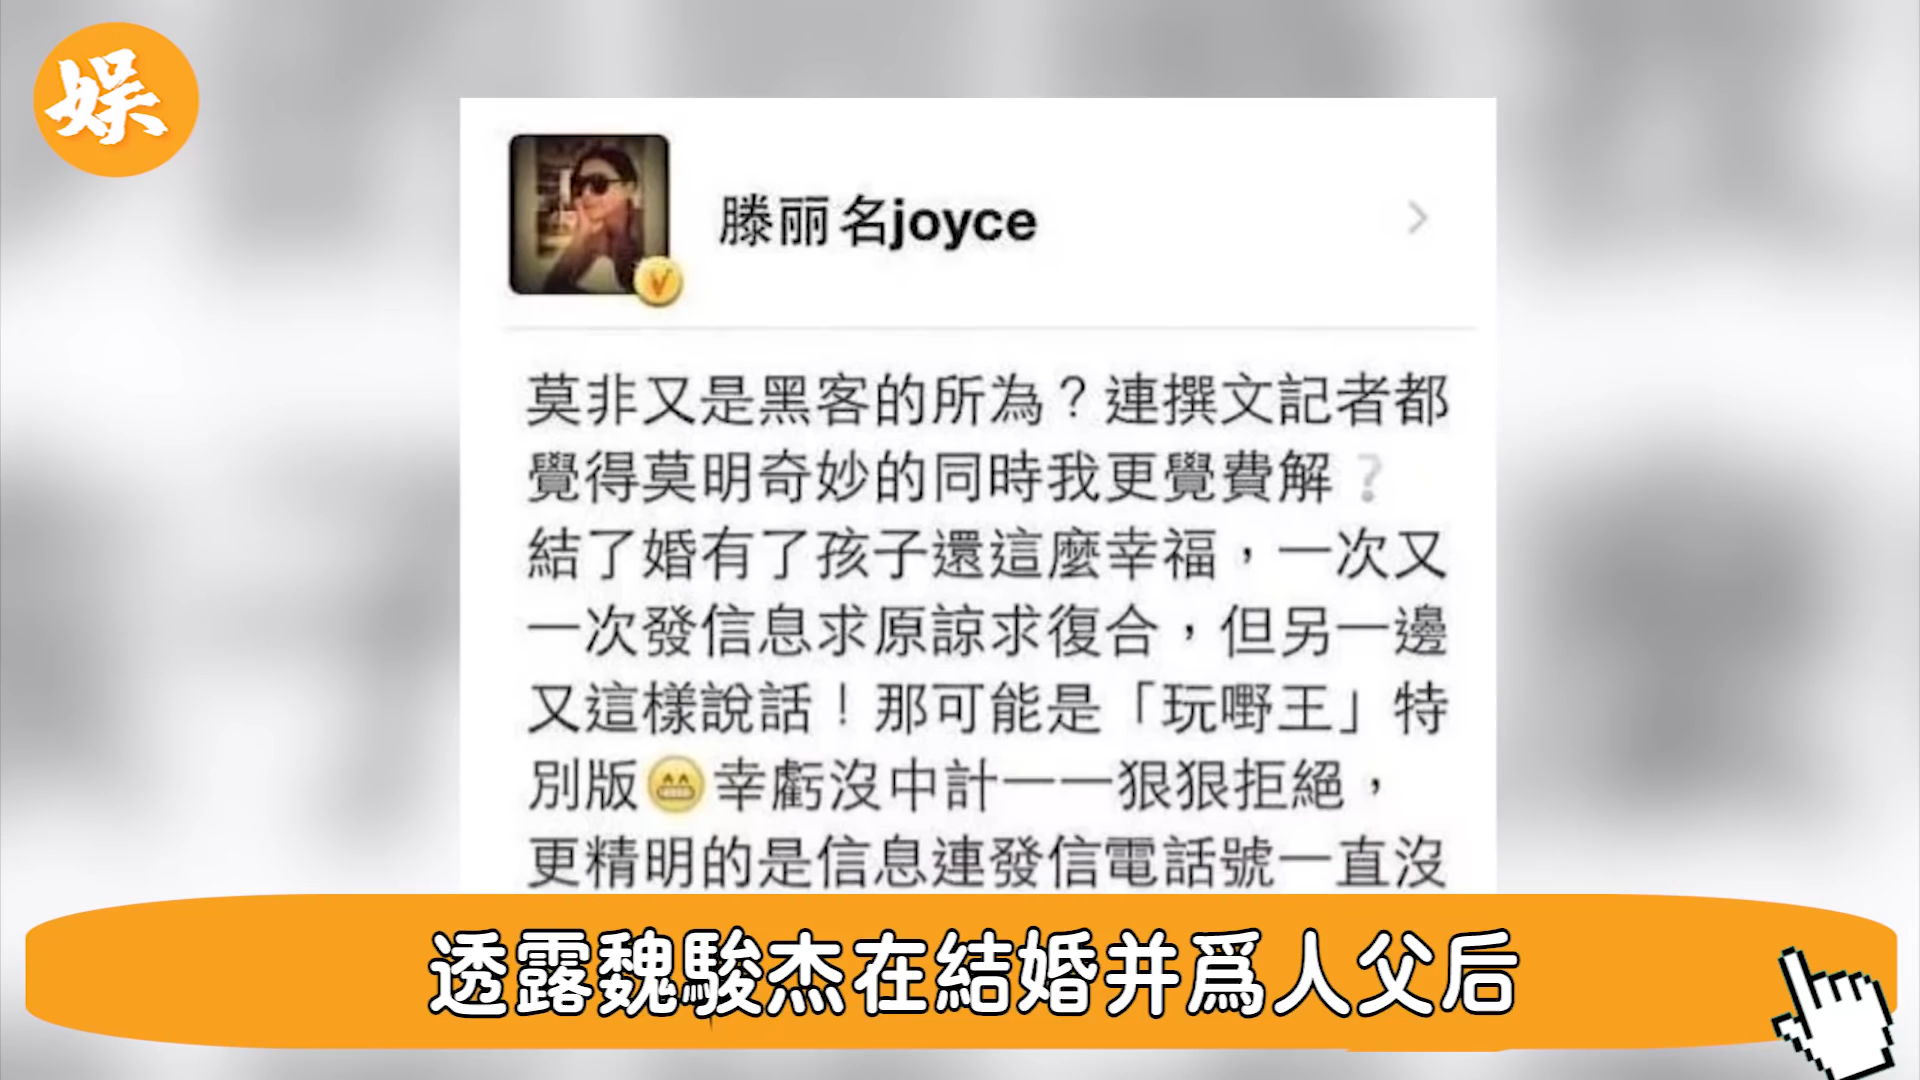 娱
滕丽名joyce
莫非又是黑客的所為？連撰文記者都
覺得莫明奇妙的同時我更覺費解❔
結了婚有了孩子還這麼幸福，一次又
一次發信息求原諒求復合，但另一邊
又這樣說話！那可能是「玩嘢王」特
別版😁幸虧沒中計一一狠狠拒絕，
更精明的是信息連發信電話號一直沒
透露魏駿杰在結婚并爲人父后